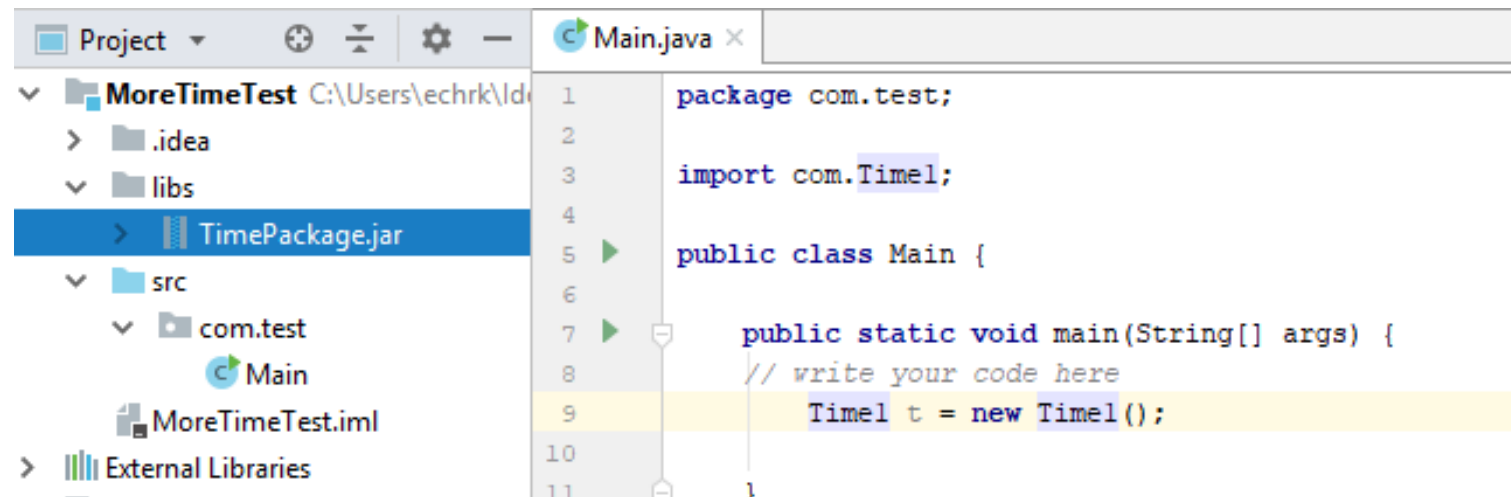 Project
MoreTimeTest C:\Users\echrk\Id
.idea
libs
TimePackage.jar
src
com.test
Main
MoreTimeTest.iml
External Libraries
Main.java
1 package com.test;
2
3 import com.Time1;
4
5 public class Main {
6
7 public static void main(String[] args) {
8 // write your code here
9 Time1 t = new Time1();
10
11 }